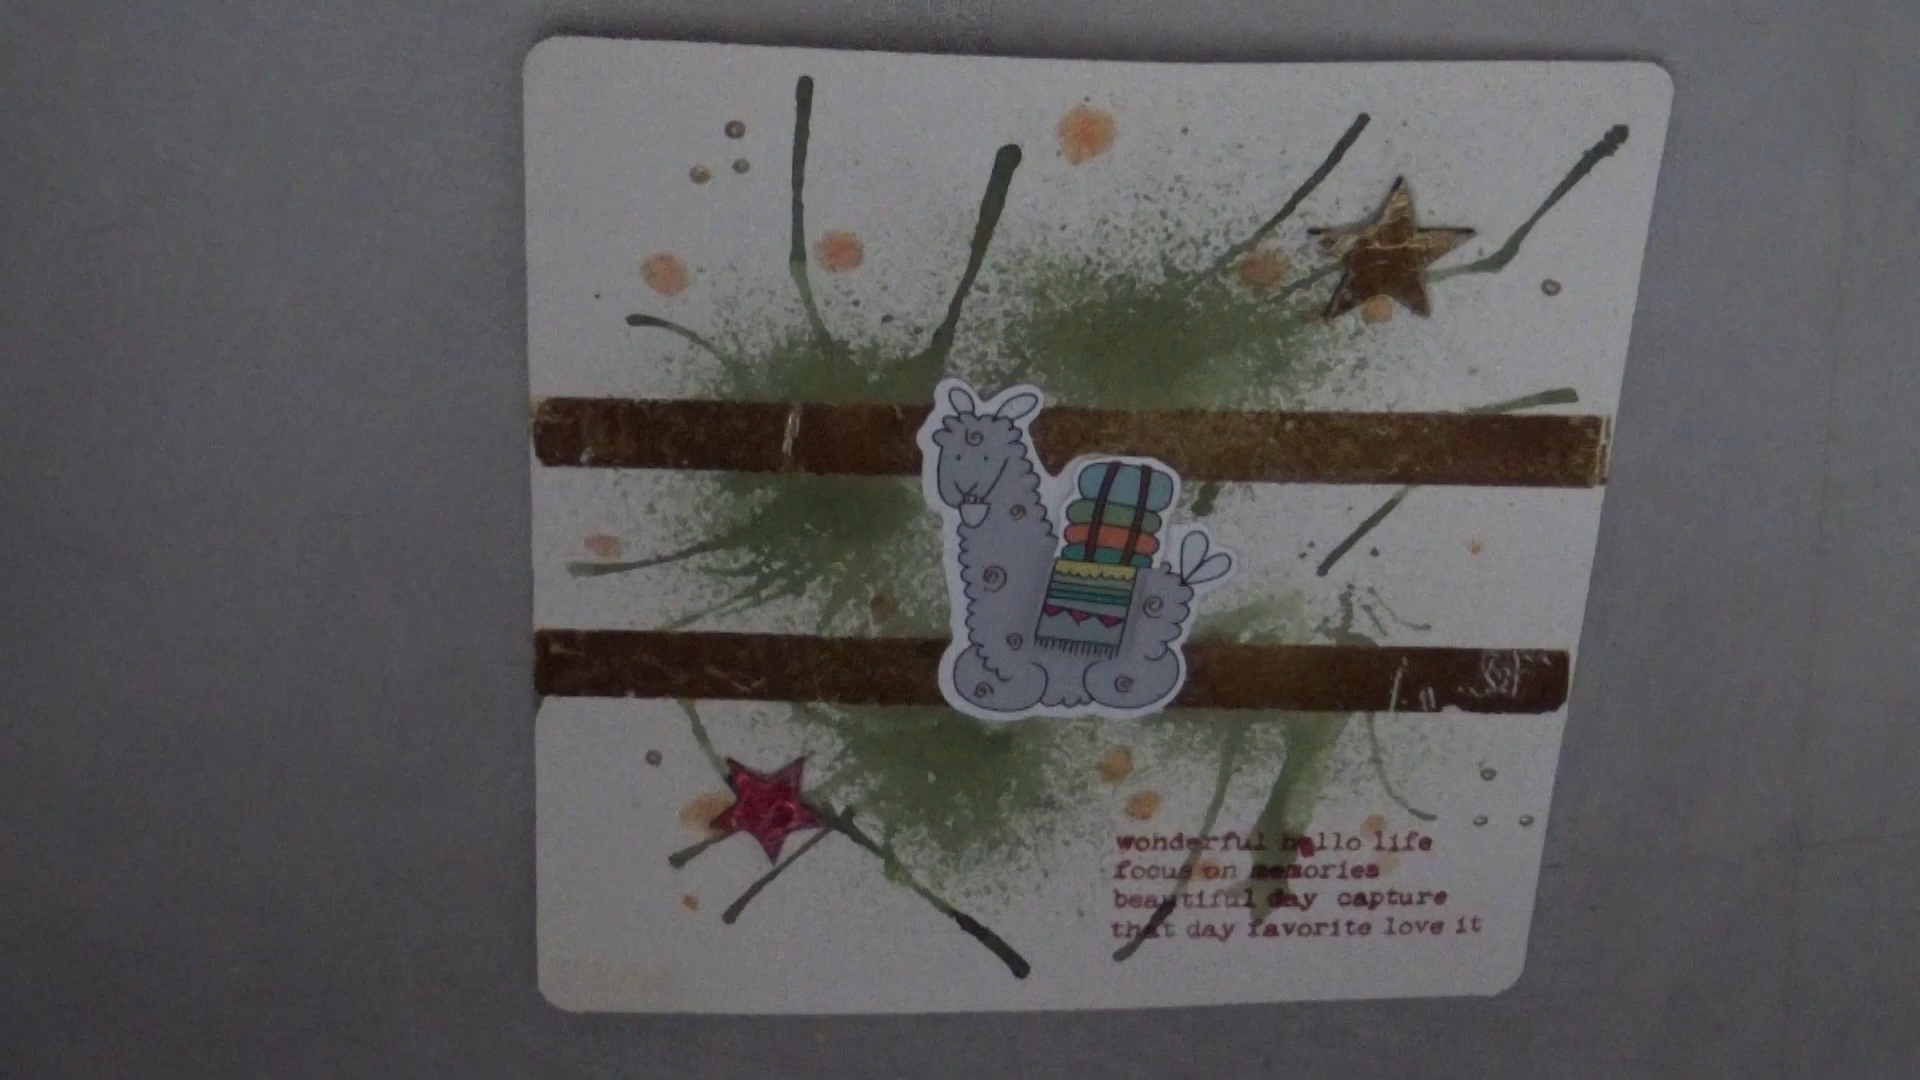 wonderful hello life
focus on memories
beautiful day capture
that day favorite love it